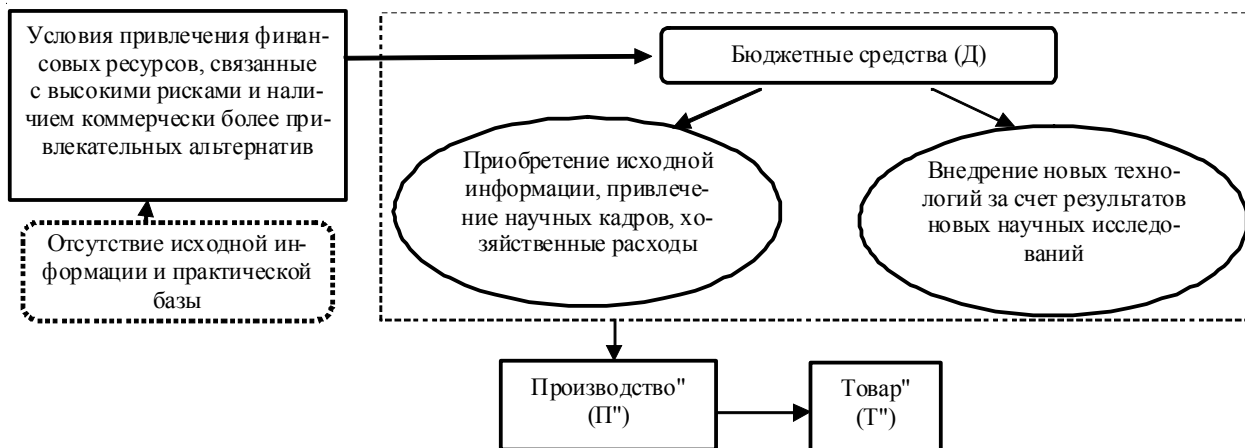 Условия привлечения финан-
совых ресурсов, связанные
с высокими рисками и нали-
чием коммерчески более при-
влекательных альтернатив
Бюджетные средства (Д)
Приобретение исходной
информации, привлече-
ние научных кадров, хо-
зяйственные расходы
Внедрение новых техно-
логий за счет результатов
новых научных исследо-
ваний
Отсутствие исходной ин-
формации и практической
базы
Производство"
(П")
Товар"
(Т")